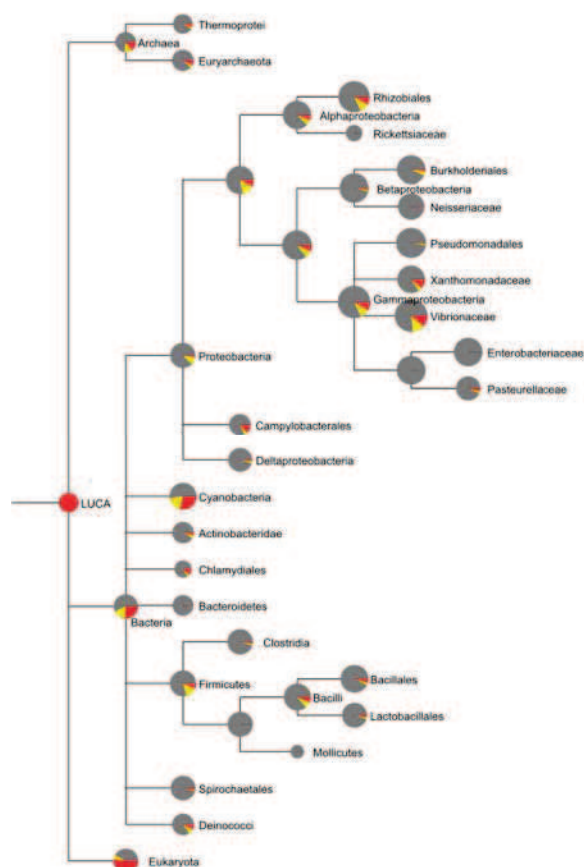 Thermoprotei
Archaea
Euryarchaeota
Rhizobiales
Alphaproteobacteria
Rickettsiaceae
Burkholderiales
Betaproteobacteria
Neisseriaceae
Pseudomonadales
Xanthomonadaceae
Gammaproteobacteria
Vibrionaceae
Enterobacteriaceae
Proteobacteria
Pasteurellaceae
Campylobacterales
Deltaproteobacteria
Cyanobacteria
LUCA
Actinobacteridae
Chlamydiales
Bacteroidetes
Bacteria
Clostridia
Bacillales
Firmicutes
Bacilli
Lactobacillales
Mollicutes
Spirochaetales
Deinococci
Eukaryota